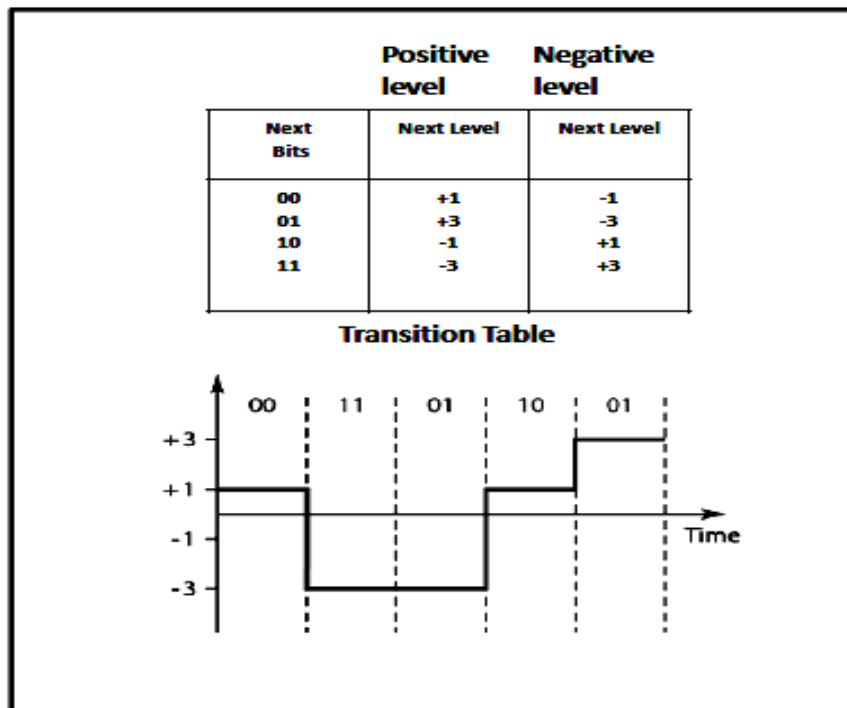 Positive Negative
level level
Next Bits Next Level Next Level
00 +1 -1
01 +3 -3
10 -1 +1
11 -3 +3
Transition Table
00 11 01 10 01
+3
+1
-1
Time
-3